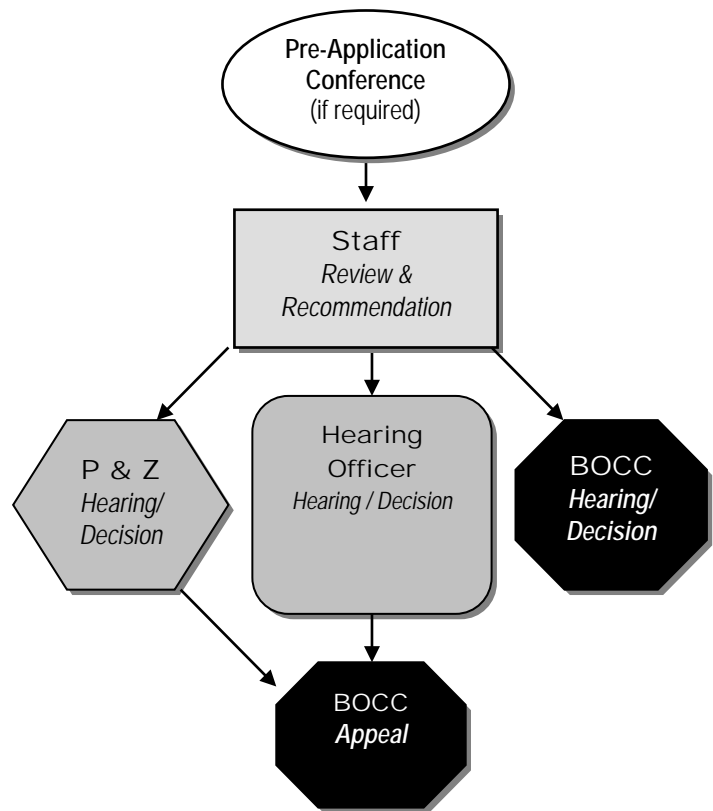 Pre-Application
Conference
(if required)
Staff
Review &
Recommendation
P & Z
Hearing/
Decision
Hearing
Officer
Hearing / Decision
BOCC
Hearing/
Decision
BOCC
Appeal